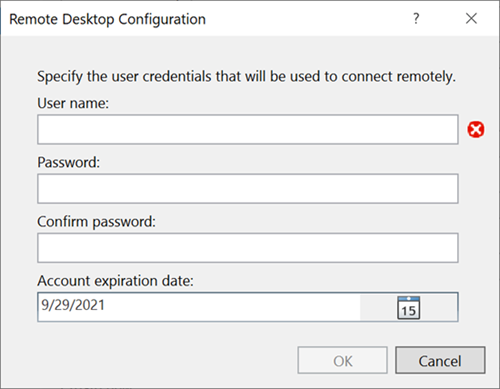 Remote Desktop Configuration ?
Specify the user credentials that will be used to connect remotely.
User name:
Password:
Confirm password:
Account expiration date:
9/29/2021 15
OK Cancel